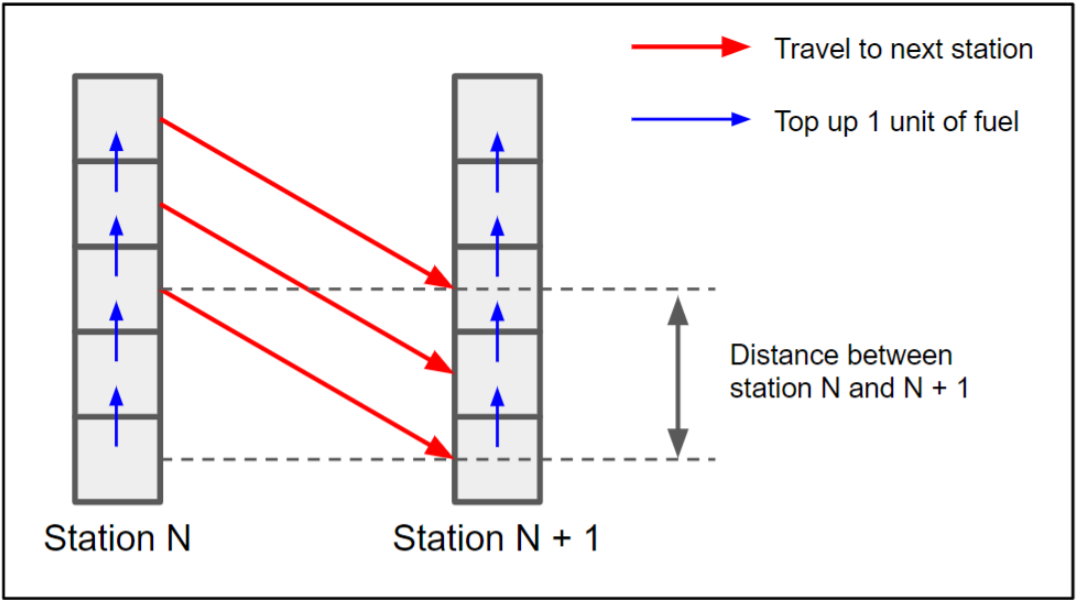 Travel to next station
Top up 1 unit of fuel
Distance between
station N and N + 1
Station N
Station N + 1